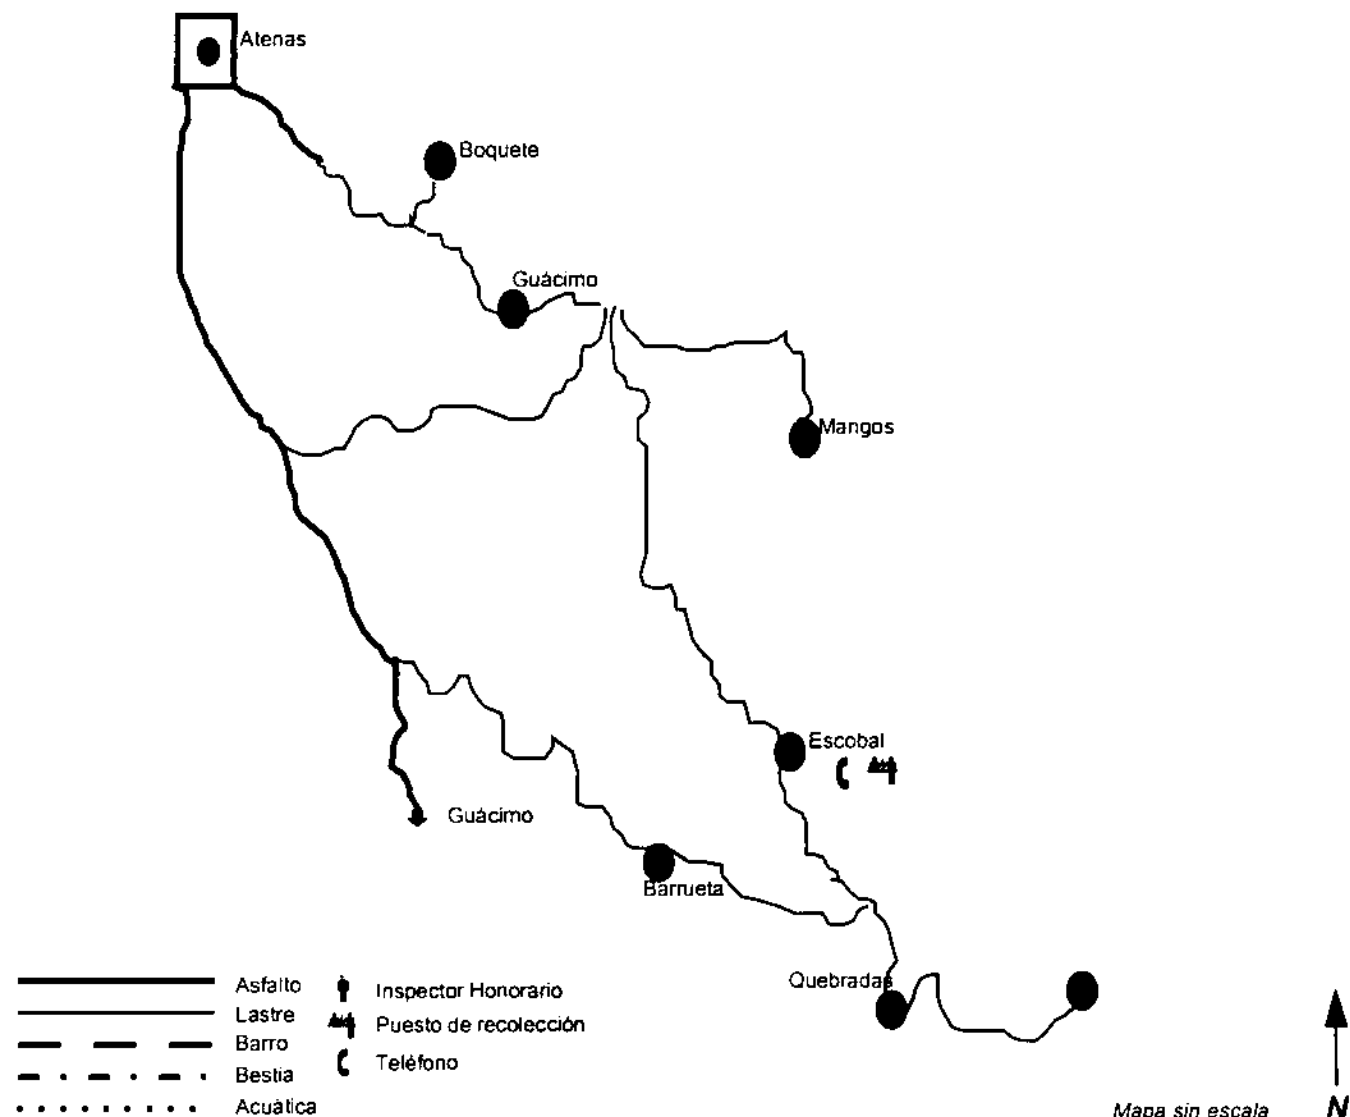 Atenas
Boquete
Guácimo
Mangos
Escobal
Guácimo
Barrueta
Quebradas
Asfalto
Lastre
Barro
Bestia
Acuática
Inspector Honorario
Puesto de recolección
Teléfono
Mapa sin escala
N